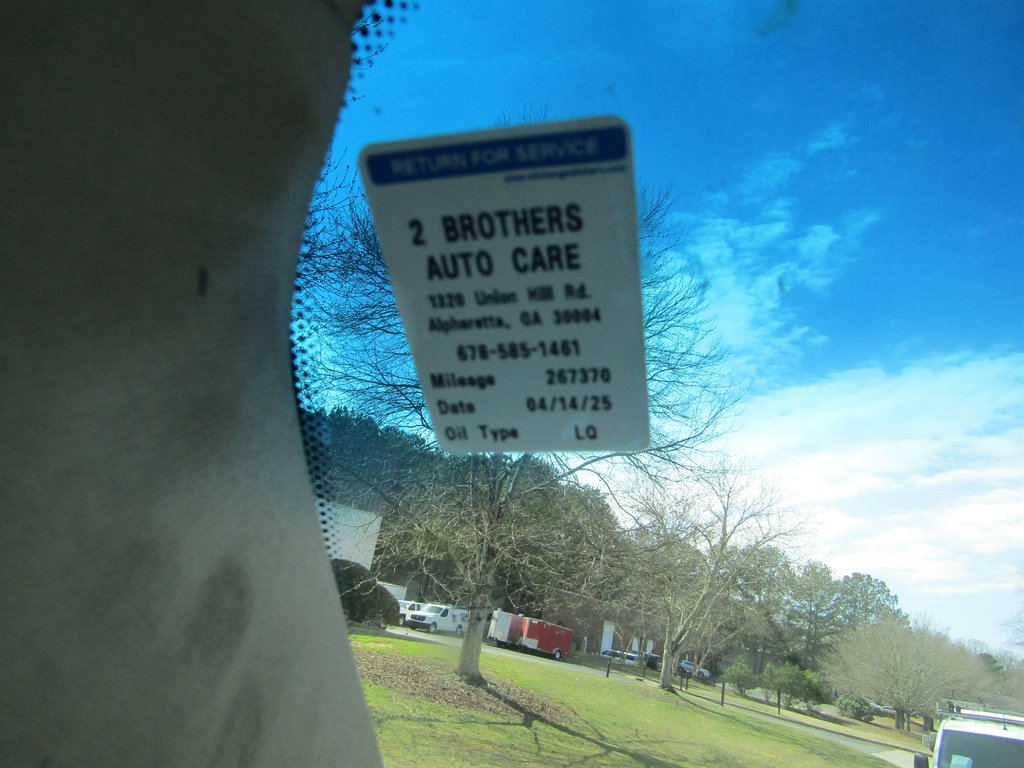 RETURN FOR SERVICE
2 BROTHERS
AUTO CARE
1320 Union Hill Rd.
Alpharetta, GA 30004
678-585-1461
Mileage 267370
Date 04/14/25
Oil Type LQ